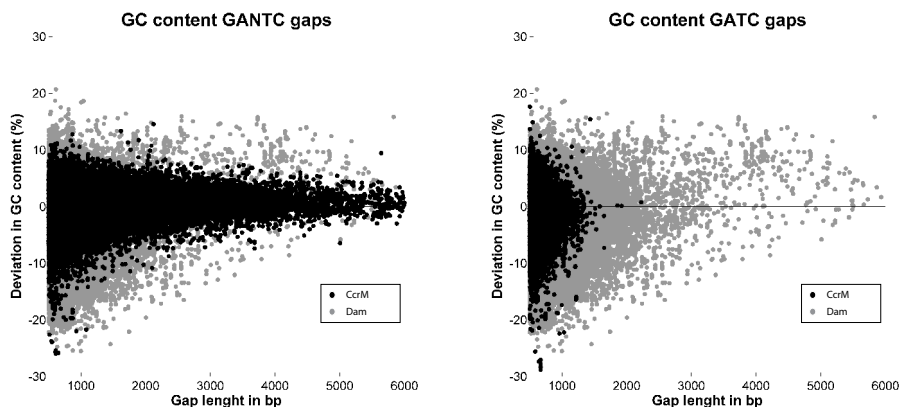 GC content GANTC gaps
30
20
10
0
-10
-20
-30
Deviation in GC content (%)
1000 2000 3000 4000 5000 6000
Gap lenght in bp
CcrM
Dam
GC content GATC gaps
30
20
10
0
-10
-20
-30
Deviation in GC content (%)
1000 2000 3000 4000 5000 6000
Gap lenght in bp
CcrM
Dam